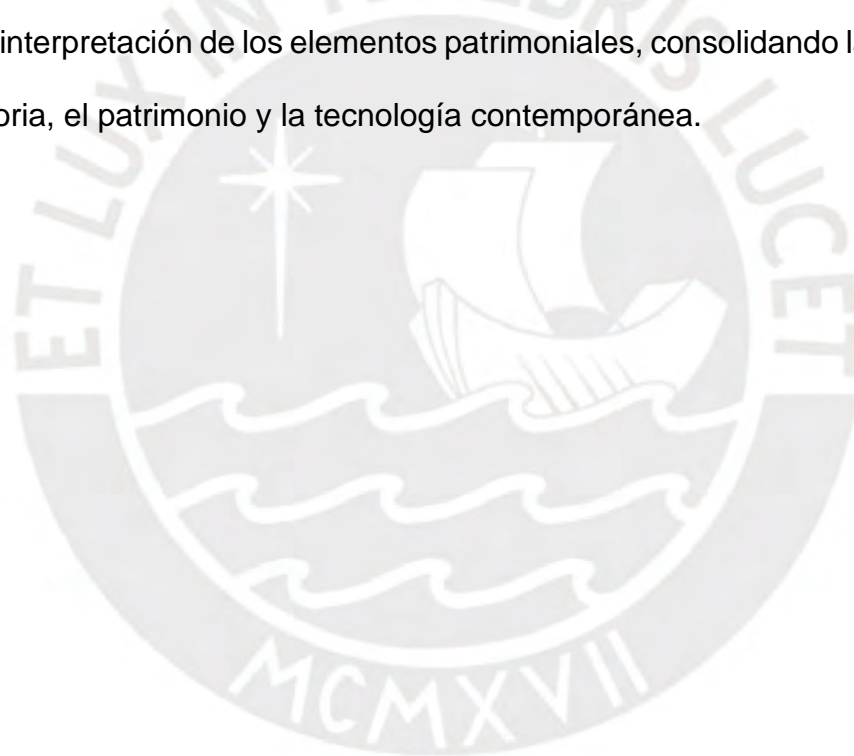 interpretación de los elementos patrimoniales, consolidando l
oria, el patrimonio y la tecnología contemporánea.
ET LUX IN TENEBRIS LUCET
MCMXVII